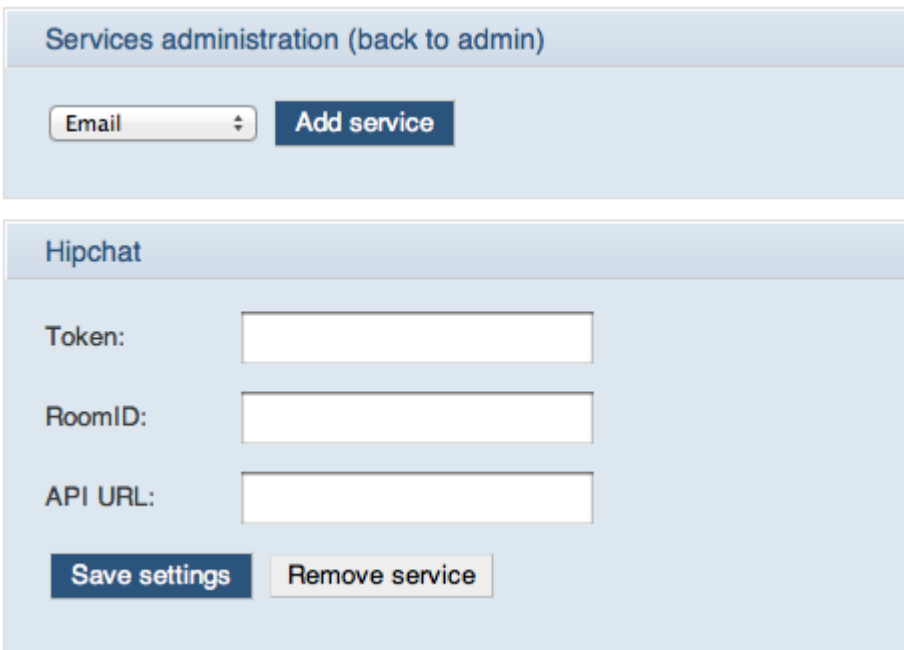 Services administration (back to admin)
Email Add service
Hipchat
Token:
RoomID:
API URL:
Save settings Remove service